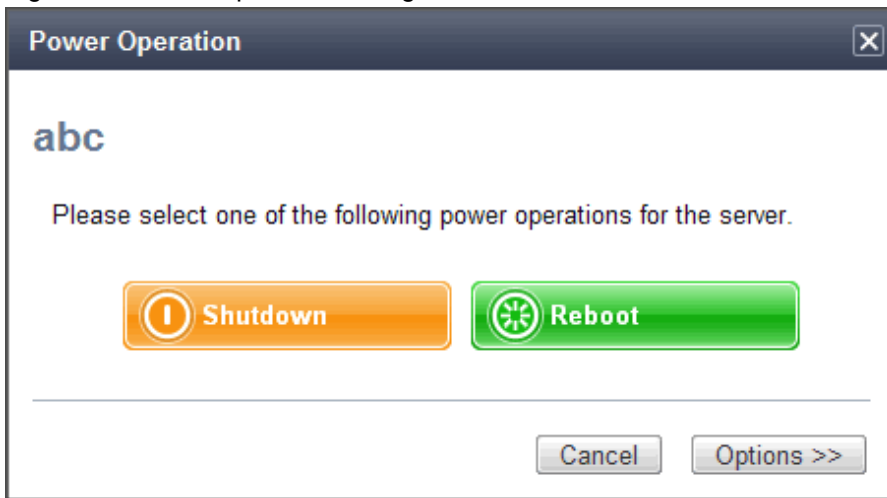 Power Operation
abc
Please select one of the following power operations for the server.
Shutdown Reboot
Cancel Options >>